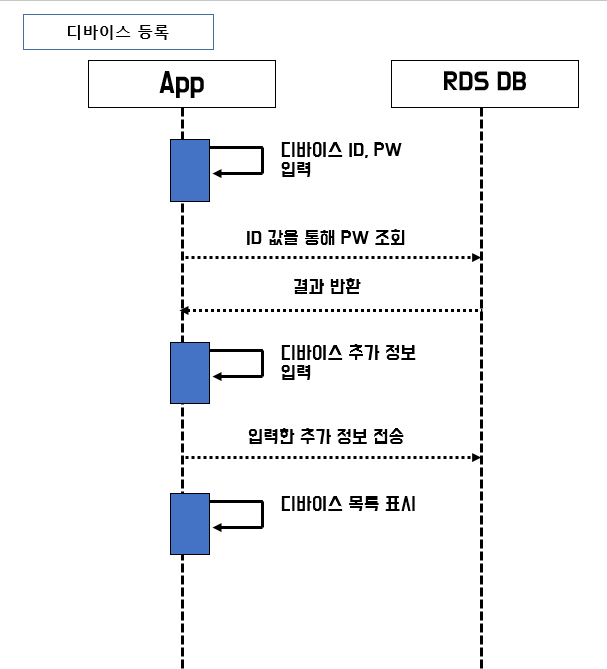 디바이스 등록
App
RDS DB
디바이스 ID, PW
입력
ID 값을 통해 PW 조회
결과 반환
디바이스 추가 정보
입력
입력한 추가 정보 전송
디바이스 목록 표시